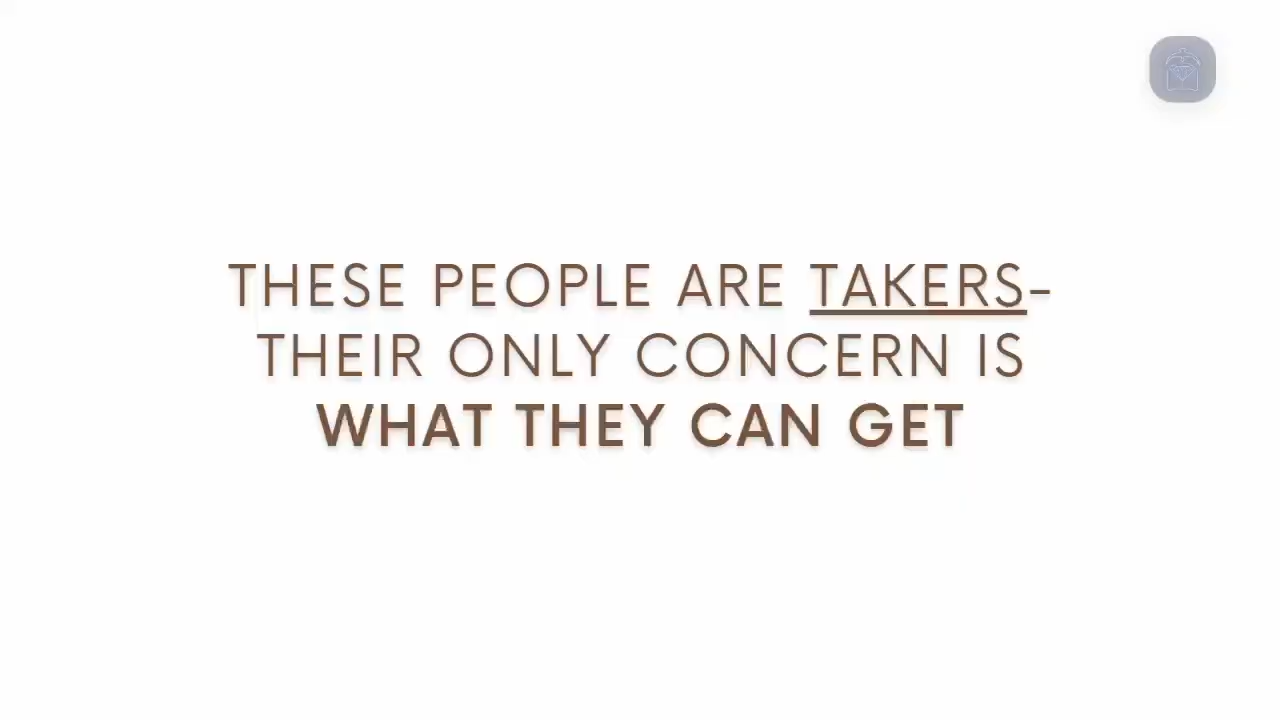 THESE PEOPLE ARE TAKERS-
THEIR ONLY CONCERN IS
WHAT THEY CAN GET